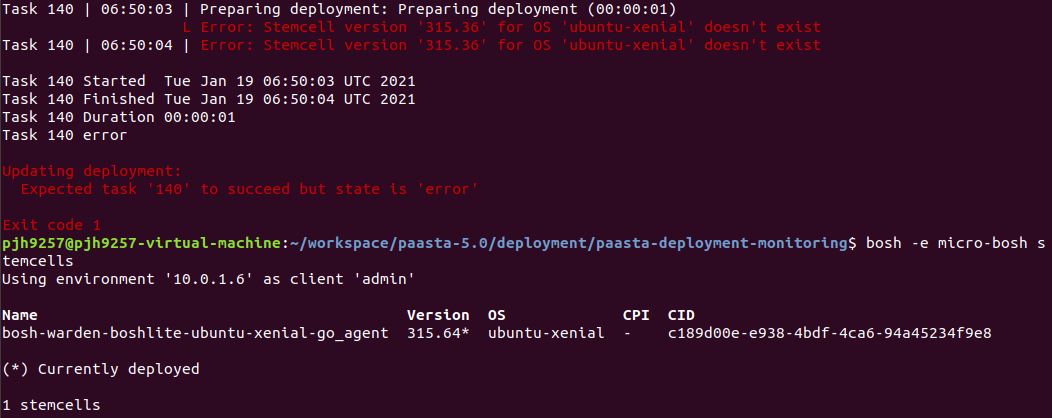 Task 140 | 06:50:03 | Preparing deployment: Preparing deployment (00:00:01)
L Error: Stemcell version '315.36' for OS 'ubuntu-xenial' doesn't exist
Task 140 | 06:50:04 | Error: Stemcell version '315.36' for OS 'ubuntu-xenial' doesn't exist
Task 140 Started  Tue Jan 19 06:50:03 UTC 2021
Task 140 Finished Tue Jan 19 06:50:04 UTC 2021
Task 140 Duration 00:00:01
Task 140 error
Updating deployment:
Expected task '140' to succeed but state is 'error'
Exit code 1
pjh9257@pjh9257-virtual-machine:~/workspace/paasta-5.0/deployment/paasta-deployment-monitoring$ bosh -e micro-bosh s
temcells
Using environment '10.0.1.6' as client 'admin'
Name Version OS CPI CID
bosh-warden-boshlite-ubuntu-xenial-go_agent 315.64* ubuntu-xenial - c189d00e-e938-4bdf-4ca6-94a45234f9e8
(*) Currently deployed
1 stemcells